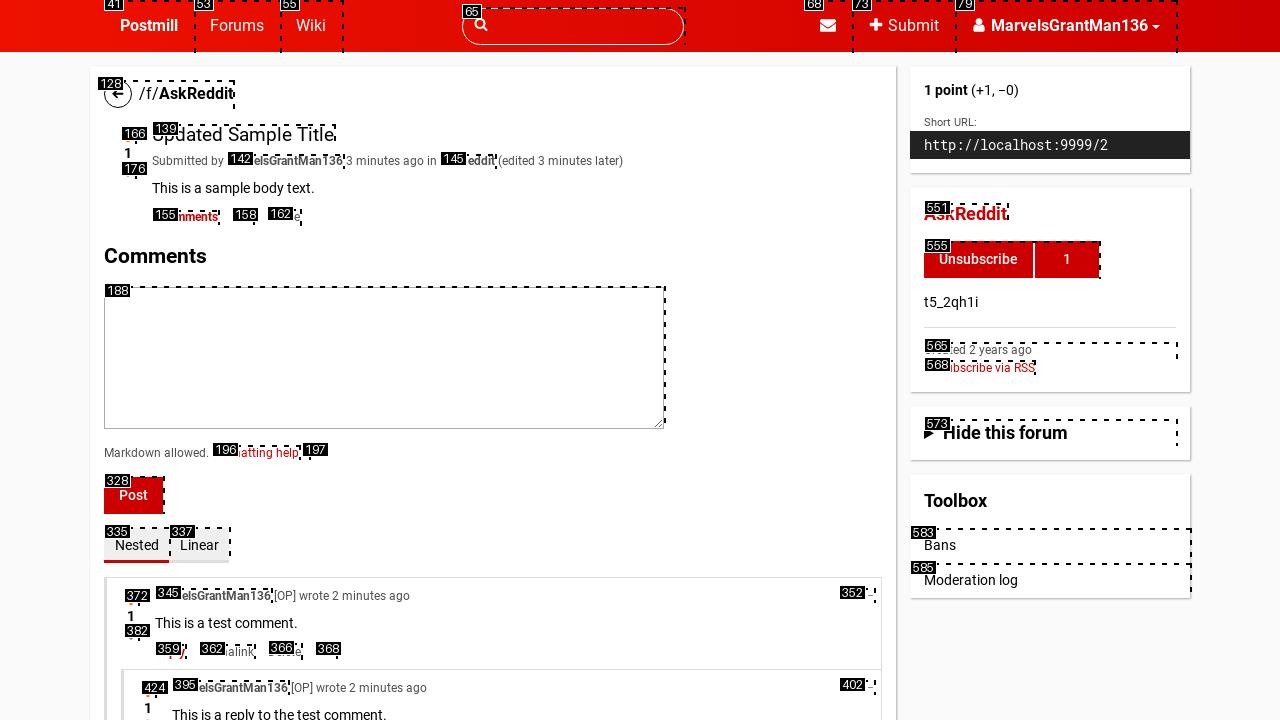 41 53 55 65 68 73 79
Postmill Forums Wiki Submit MarvelsGrantMan136
128 /f/AskReddit
139 Updated Sample Title
166 1 176
Submitted by 142 elsGrantMan136 3 minutes ago in 145 eddit (edited 3 minutes later)
This is a sample body text.
155 nments 158 162 e
Comments
188
Markdown allowed. 196 atting help 197
328
Post
335 337
Nested Linear
372 345 elsGrantMan136 [OP] wrote 2 minutes ago 352 –
1
This is a test comment.
382
359 y 362 alink 366 Delete 368
424 395 elsGrantMan136 [OP] wrote 2 minutes ago 402 –
1
This is a reply to the test comment.
1 point (+1, −0)
Short URL:
http://localhost:9999/2
551
AskReddit
555
Unsubscribe 1
t5_2qh1i
565
Created 2 years ago
568 bscribe via RSS
573
Hide this forum
Toolbox
583
Bans
585
Moderation log